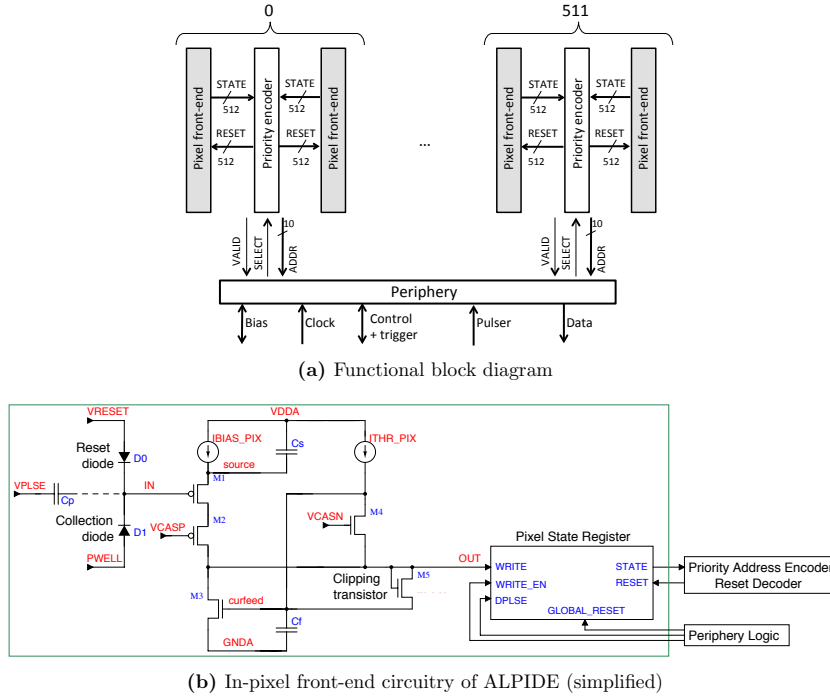 0
511
Pixel front-end
STATE
512
RESET
512
Priority encoder
STATE
512
RESET
512
Pixel front-end
...
Pixel front-end
STATE
512
RESET
512
Priority encoder
STATE
512
RESET
512
Pixel front-end
VALID
SELECT
10
ADDR
VALID
SELECT
10
ADDR
Periphery
Bias
Clock
Control
+ trigger
Pulser
Data
(a) Functional block diagram
VRESET
VDDA
Reset
diode
D0
IBIAS_PIX
Cs
ITHR_PIX
source
VPLSE
Cp
IN
M1
Collection
diode
D1
VCASP
M2
VCASN
M4
PWELL
Clipping
transistor
M5
OUT
M3
curfeed
Cf
GNDA
Pixel State Register
WRITE
STATE
WRITE_EN
RESET
DPLSE
GLOBAL_RESET
Priority Address Encoder
Reset Decoder
Periphery Logic
(b) In-pixel front-end circuitry of ALPIDE (simplified)